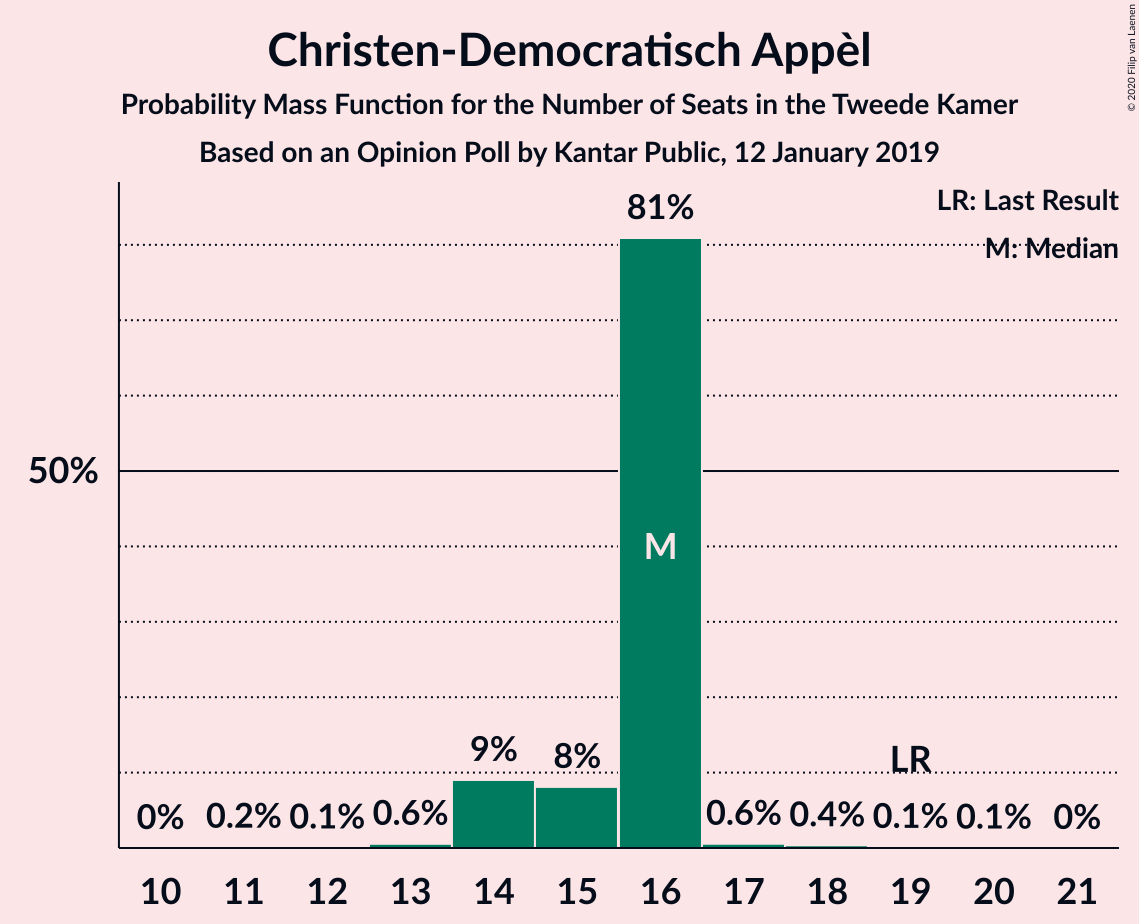 Christen-Democratisch Appèl
Probability Mass Function for the Number of Seats in the Tweede Kamer
Based on an Opinion Poll by Kantar Public, 12 January 2019
© 2020 Filip van Laenen
LR: Last Result
M: Median
81%
50%
M
9%
8%
LR
0%
0.2%
0.1%
0.6%
0.6%
0.4%
0.1%
0.1%
0%
10 11 12 13 14 15 16 17 18 19 20 21